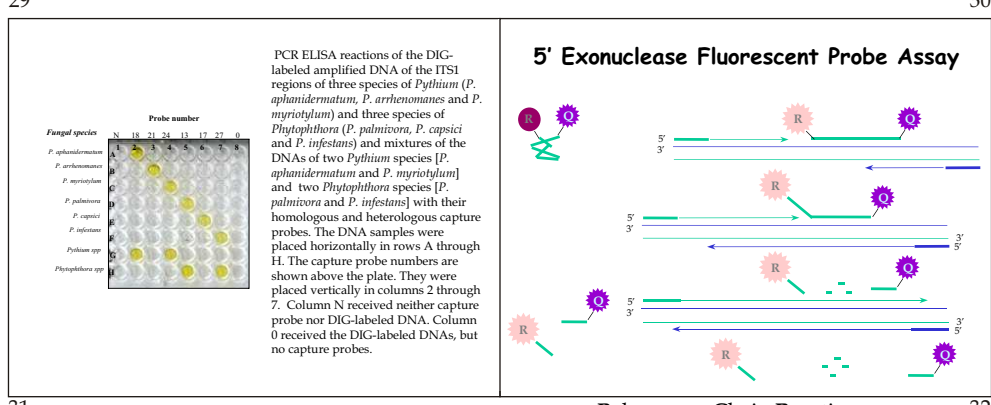 29
30
PCR ELISA reactions of the DIG-
labeled amplified DNA of the ITS1
regions of three species of Pythium (P.
aphanidermatum, P. arrhenomanes and P.
myriotylum) and three species of
Phytophthora (P. palmivora, P. capsici
and P. infestans) and mixtures of the
DNAs of two Pythium species [P.
aphanidermatum and P. myriotylum]
and two Phytophthora species [P.
palmivora and P. infestans] with their
homologous and heterologous capture
probes. The DNA samples were
placed horizontally in rows A through
H. The capture probe numbers are
shown above the plate. They were
placed vertically in columns 2 through
7. Column N received neither capture
probe nor DIG-labeled DNA. Column
0 received the DIG-labeled DNAs, but
no capture probes.
Probe number
Fungal species
N 18 21 24 13 17 27 0
1 2 3 4 5 6 7 8
P. aphanidermatum A
P. arrhenomanes B
P. myriotylum C
P. palmivora D
P. capsici E
P. infestans F
Pythium spp G
Phytophthora spp H
5' Exonuclease Fluorescent Probe Assay
R Q
R Q
5'
3'
R Q
5'
3'
3'
5'
R Q
Q
5'
3'
R
3'
5'
R Q
31
32